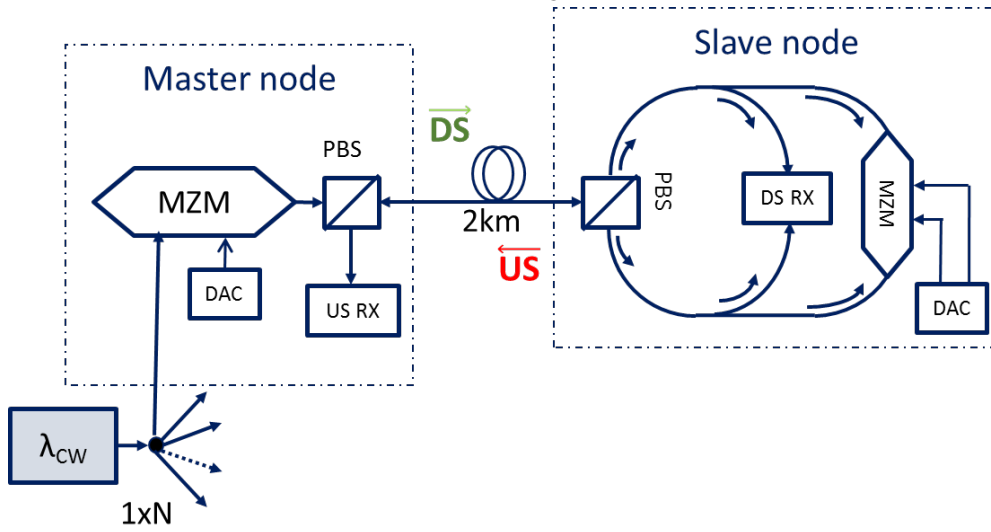 Slave node
Master node
DS
PBS
MZM
2km
PBS
DS RX
MZM
US
DAC
US RX
DAC
λCW
1xN